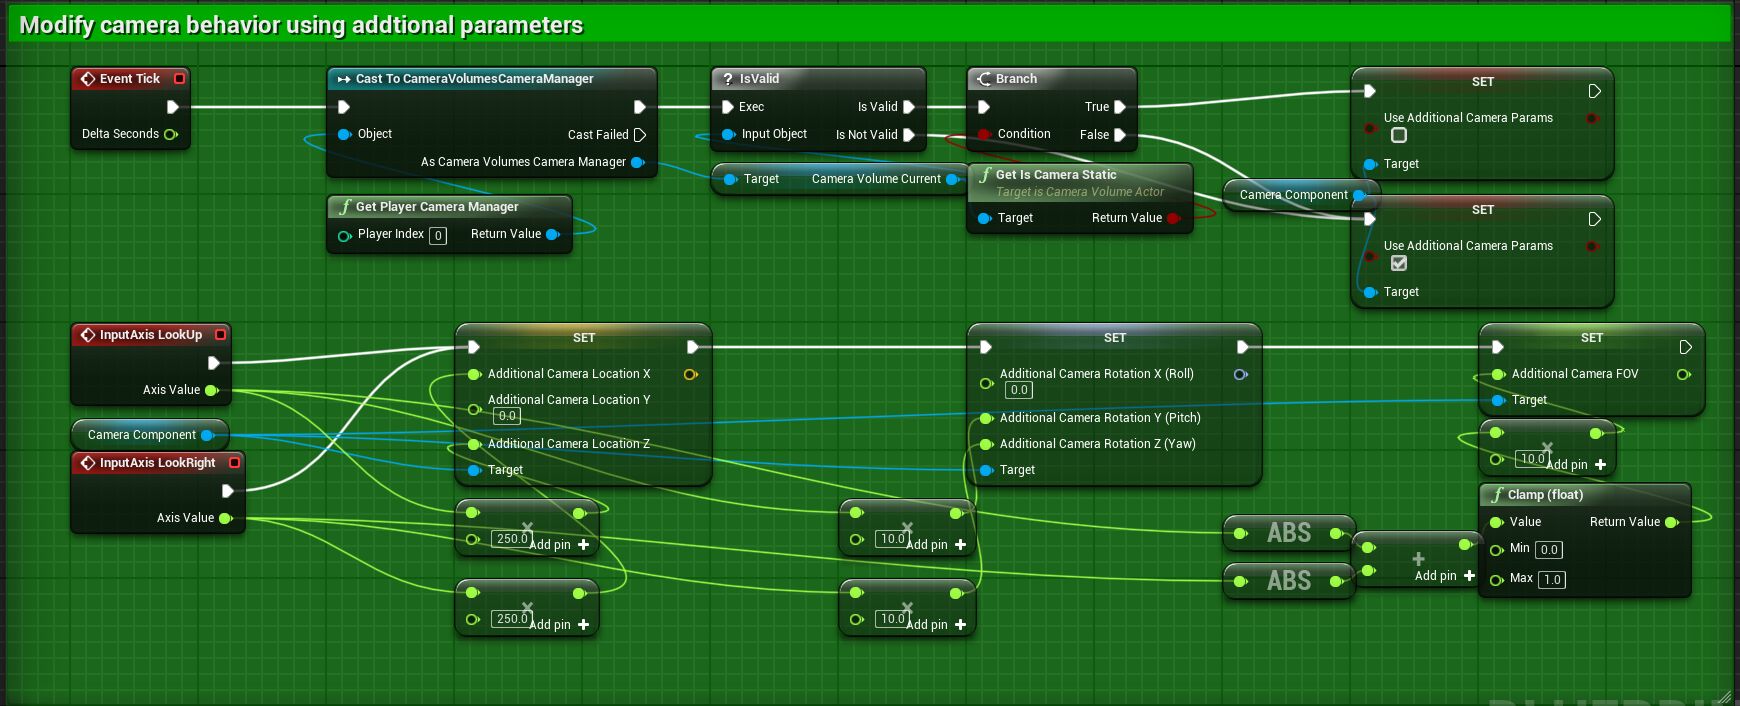 Modify camera behavior using addtional parameters
Event Tick
Delta Seconds
Cast To CameraVolumesCameraManager
Object
Cast Failed
As Camera Volumes Camera Manager
Get Player Camera Manager
Player Index 0
Return Value
? IsValid
Exec
Is Valid
Input Object
Is Not Valid
Target
Camera Volume Current
Branch
True
Condition
False
f Get Is Camera Static
Target is Camera Volume Actor
Target
Return Value
Camera Component
SET
Use Additional Camera Params
Target
SET
Use Additional Camera Params
Target
InputAxis LookUp
Axis Value
Camera Component
InputAxis LookRight
Axis Value
SET
Additional Camera Location X
Additional Camera Location Y
0.0
Additional Camera Location Z
Target
250.0
Add pin +
250.0
Add pin +
SET
Additional Camera Rotation X (Roll)
0.0
Additional Camera Rotation Y (Pitch)
Additional Camera Rotation Z (Yaw)
Target
10.0
Add pin +
10.0
Add pin +
ABS
ABS
+
Add pin +
SET
Additional Camera FOV
Target
10.0
Add pin +
f Clamp (float)
Value
Return Value
Min 0.0
Max 1.0